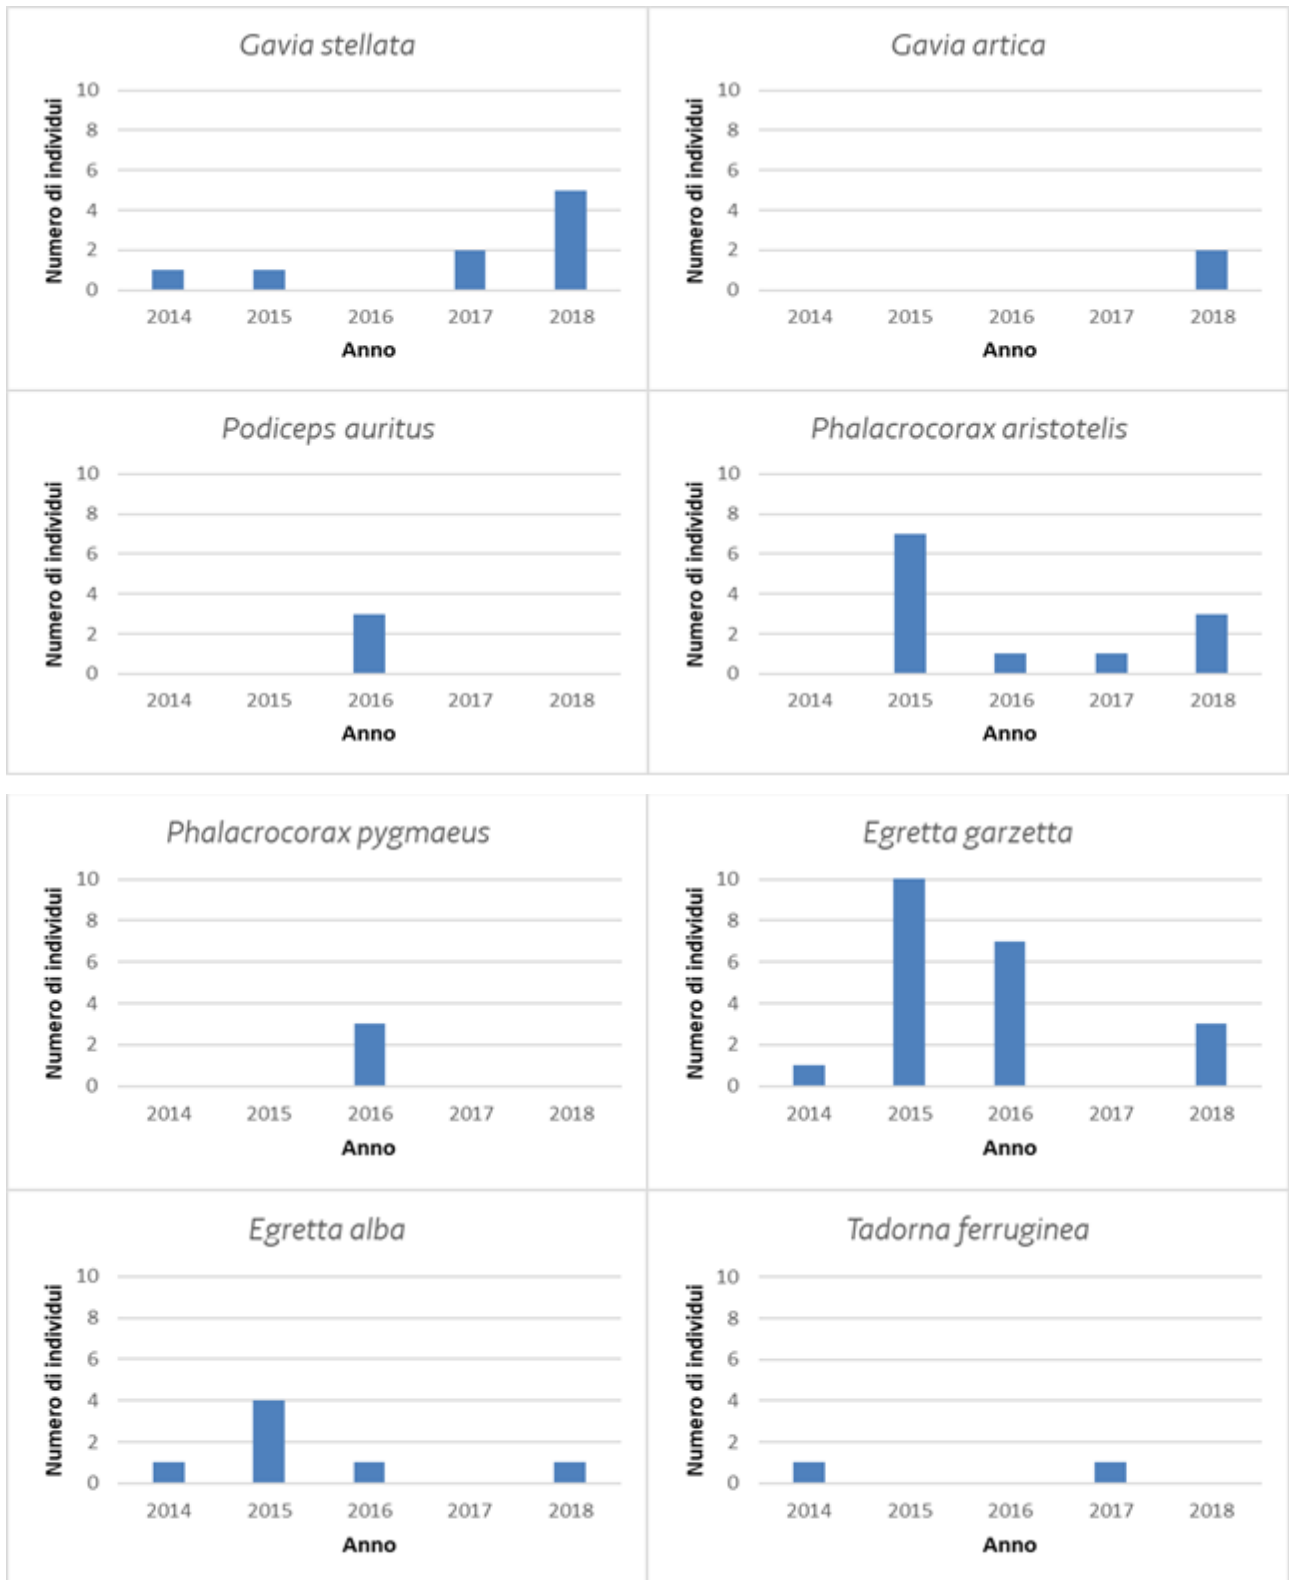 Gavia stellata
Numero di individui
10
8
6
4
2
0
2014 2015 2016 2017 2018
Anno
Gavia artica
Numero di individui
10
8
6
4
2
0
2014 2015 2016 2017 2018
Anno
Podiceps auritus
Numero di individui
10
8
6
4
2
0
2014 2015 2016 2017 2018
Anno
Phalacrocorax aristotelis
Numero di individui
10
8
6
4
2
0
2014 2015 2016 2017 2018
Anno
Phalacrocorax pygmaeus
Numero di individui
10
8
6
4
2
0
2014 2015 2016 2017 2018
Anno
Egretta garzetta
Numero di individui
10
8
6
4
2
0
2014 2015 2016 2017 2018
Anno
Egretta alba
Numero di individui
10
8
6
4
2
0
2014 2015 2016 2017 2018
Anno
Tadorna ferruginea
Numero di individui
10
8
6
4
2
0
2014 2015 2016 2017 2018
Anno